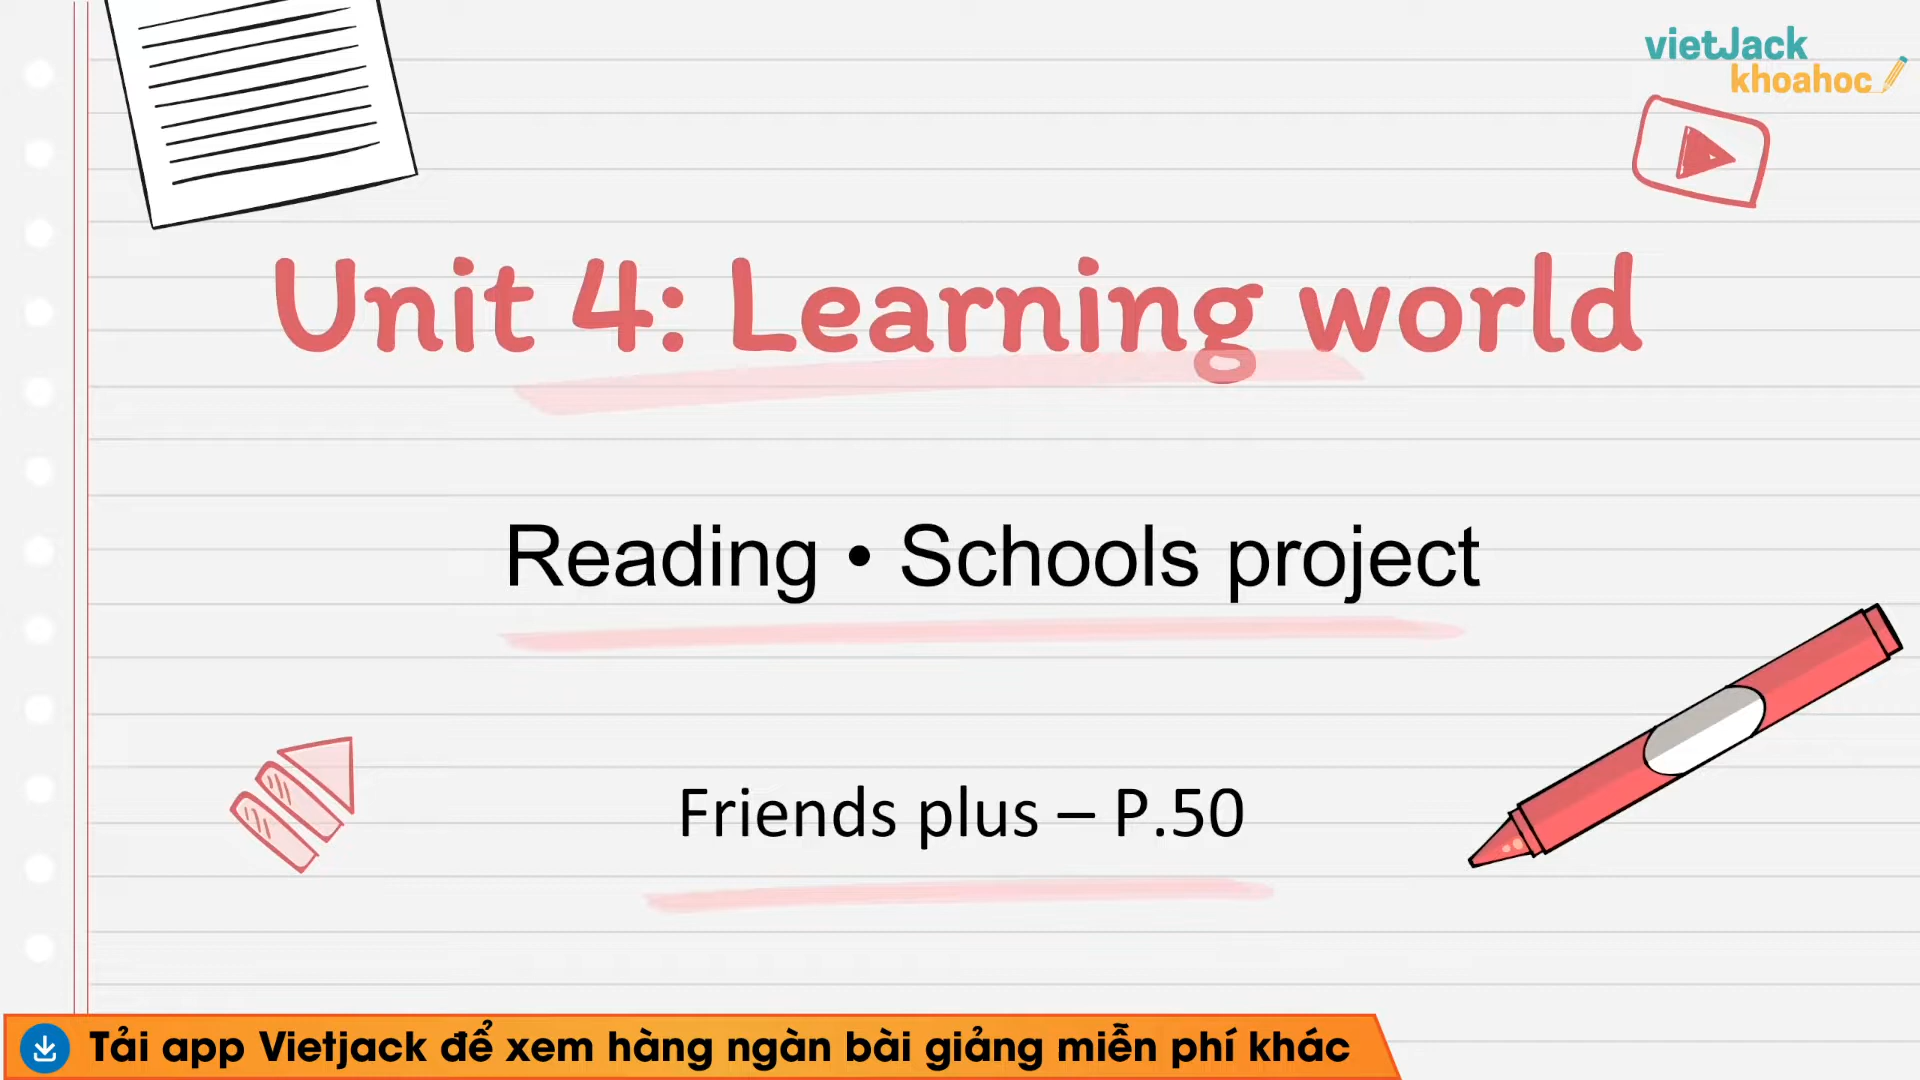 vietJack
khoahoc
Unit 4: Learning world
Reading • Schools project
Friends plus – P.50
Tải app Vietjack để xem hàng ngàn bài giảng miễn phí khác